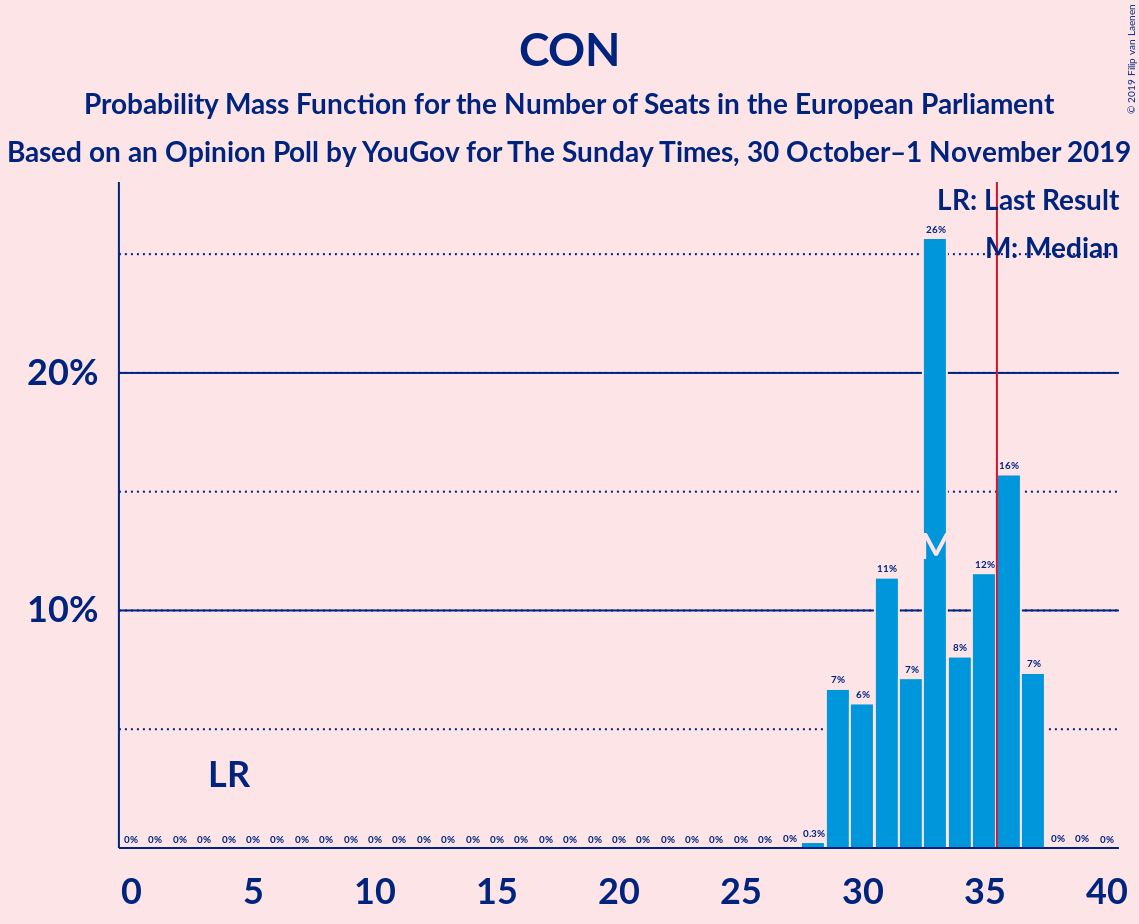 CON
Probability Mass Function for the Number of Seats in the European Parliament
Based on an Opinion Poll by YouGov for The Sunday Times, 30 October–1 November 2019
© 2019 Filip van Laenen
LR: Last Result
M: Median
26%
20%
16%
M
11%
12%
10%
8%
7%
6%
7%
7%
LR
0% 0% 0% 0% 0% 0% 0% 0% 0% 0% 0% 0% 0% 0% 0% 0% 0% 0% 0% 0% 0% 0% 0% 0% 0% 0% 0% 0% 0.3% 0% 0% 0%
0 5 10 15 20 25 30 35 40